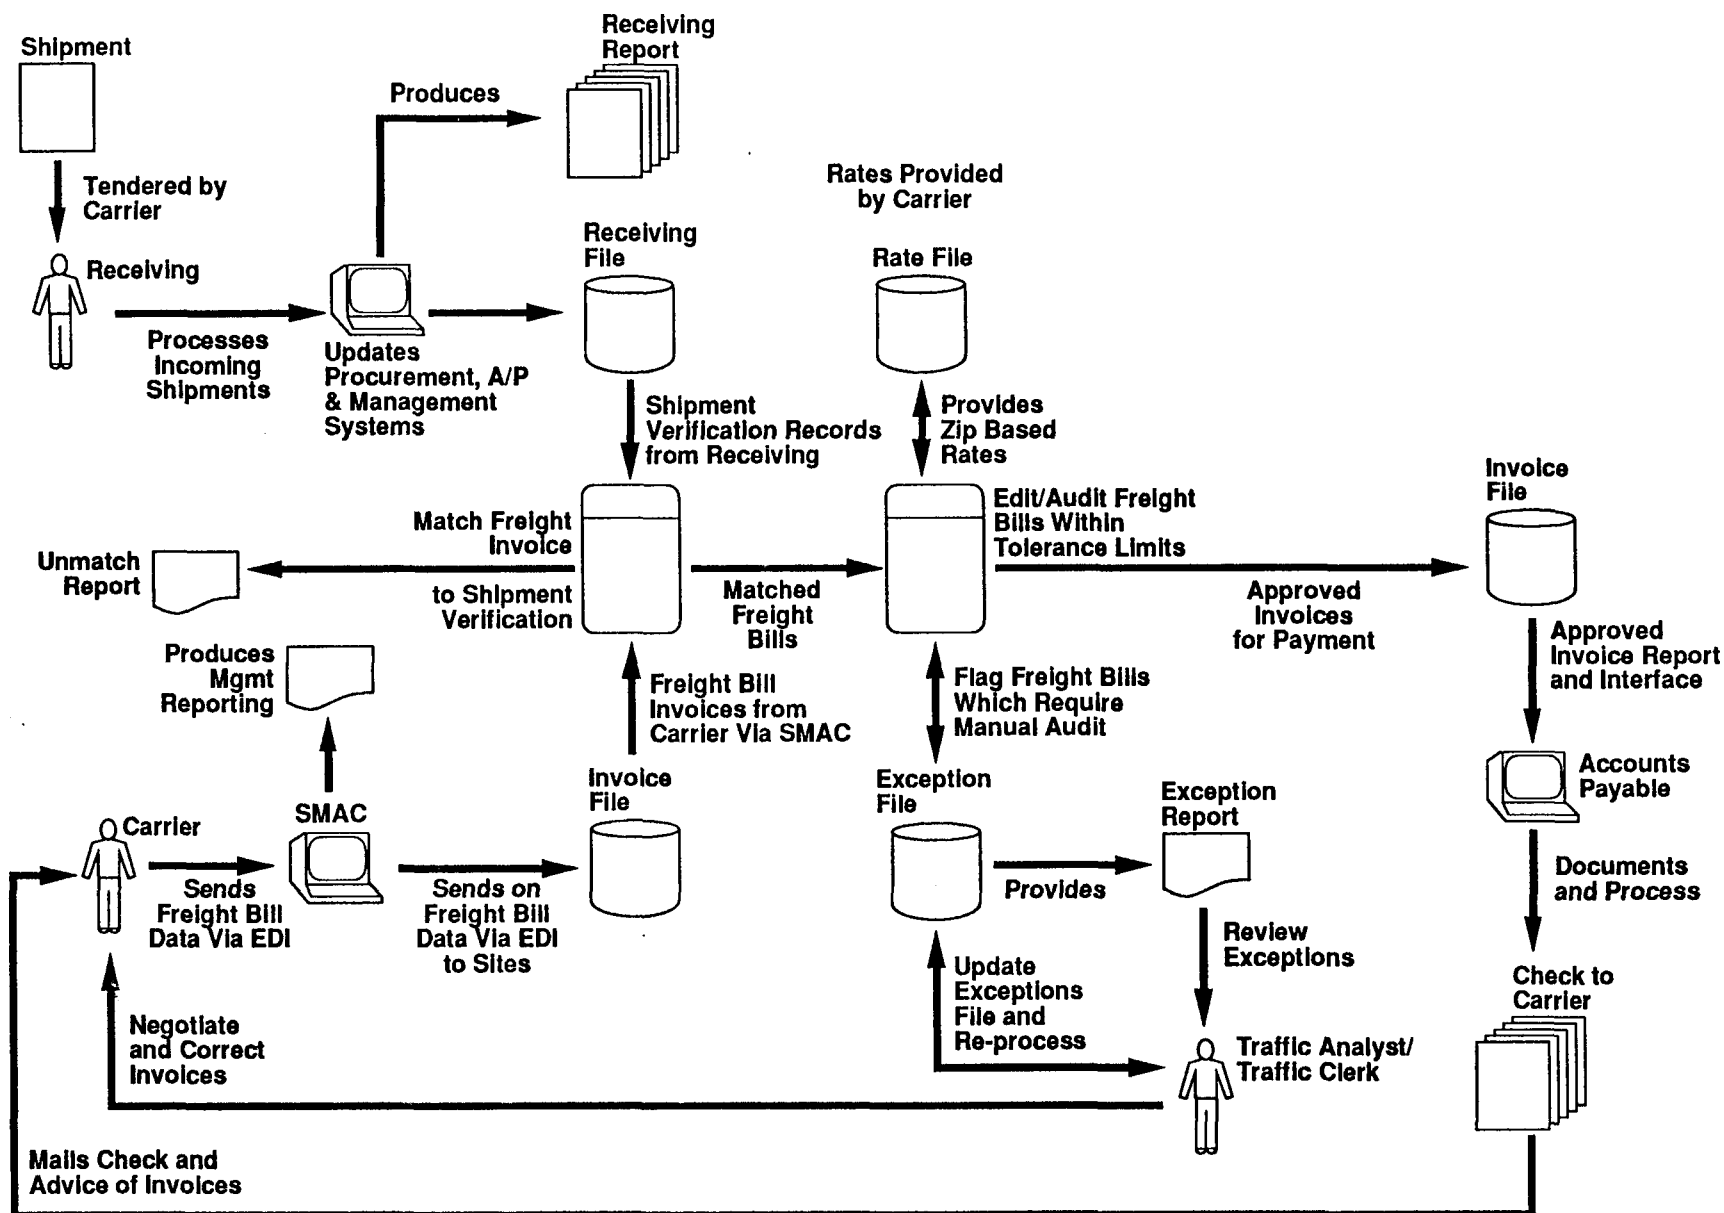 Shipment
Tendered by
Carrier
Receiving
Processes
Incoming
Shipments
Produces
Receiving
Report
Updates
Procurement, A/P
& Management
Systems
Receiving
File
Shipment
Verification Records
from Receiving
Rates Provided
by Carrier
Rate File
Provides
Zip Based
Rates
Unmatch
Report
Match Freight
Invoice
to Shipment
Verification
Matched
Freight
Bills
Edit/Audit Freight
Bills Within
Tolerance Limits
Approved
Invoices
for Payment
Invoice
File
Approved
Invoice Report
and Interface
Produces
Mgmt
Reporting
Freight Bill
Invoices from
Carrier Via SMAC
Flag Freight Bills
Which Require
Manual Audit
Carrier
Sends
Freight Bill
Data Via EDI
SMAC
Sends on
Freight Bill
Data Via EDI
to Sites
Invoice
File
Exception
File
Provides
Exception
Report
Review
Exceptions
Accounts
Payable
Documents
and Process
Check to
Carrier
Update
Exceptions
File and
Re-process
Traffic Analyst/
Traffic Clerk
Negotiate
and Correct
Invoices
Mails Check and
Advice of Invoices